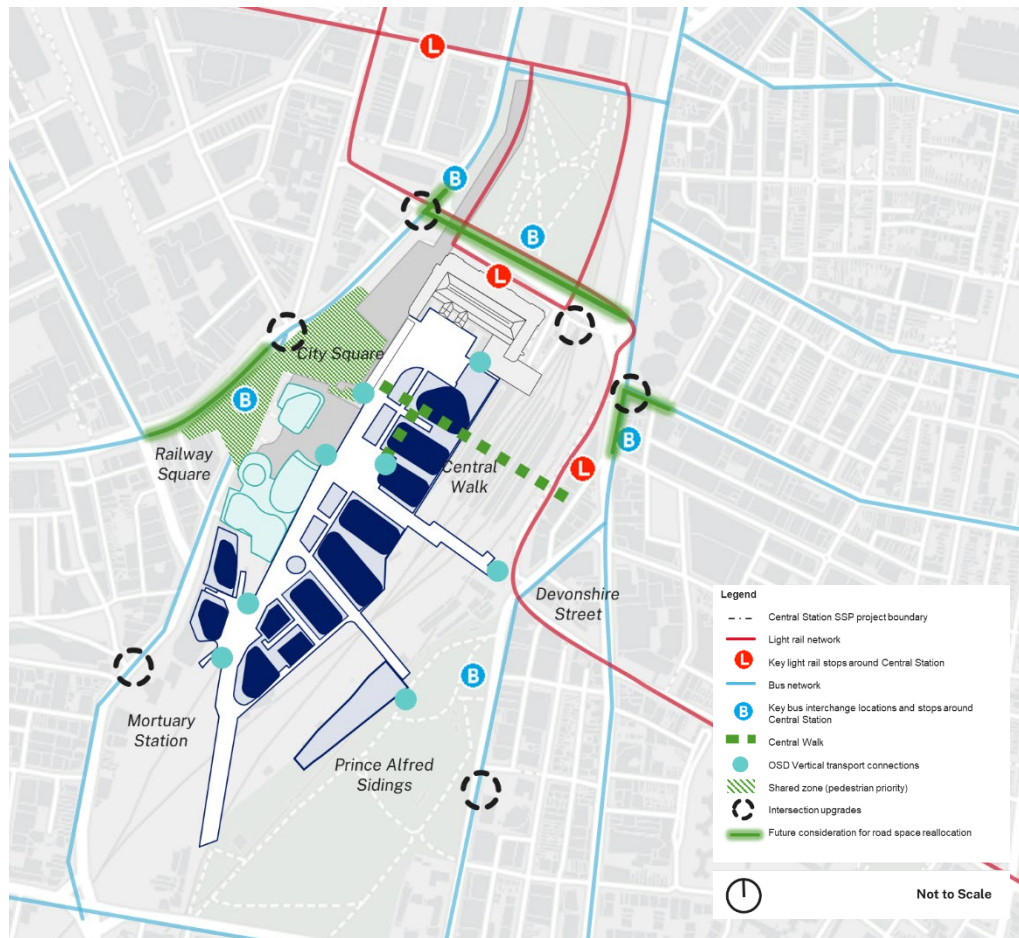 L
B
B
L
City Square
B
Railway
Square
Central
Walk
L
B
Devonshire
Street
B
Mortuary
Station
Prince Alfred
Sidings
Legend
Central Station SSP project boundary
Light rail network
L Key light rail stops around Central Station
Bus network
B Key bus interchange locations and stops around
Central Station
Central Walk
OSD Vertical transport connections
Shared zone (pedestrian priority)
Intersection upgrades
Future consideration for road space reallocation
Not to Scale